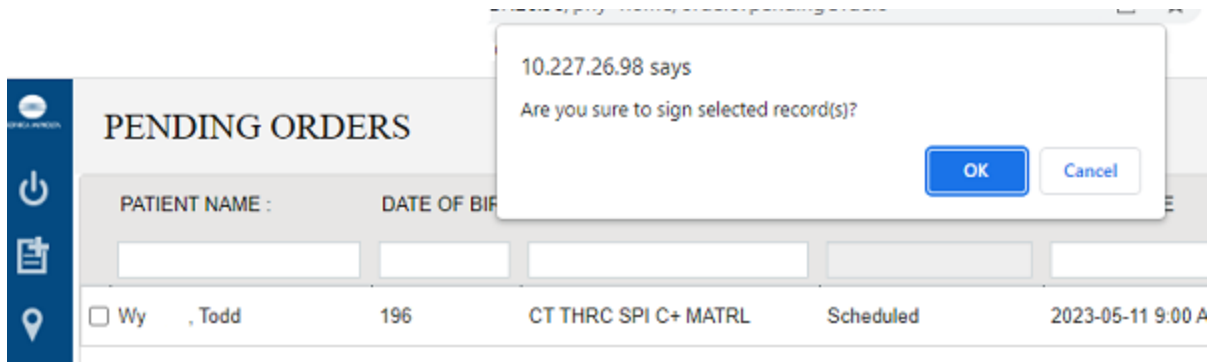 10.227.26.98 says
Are you sure to sign selected record(s)?
OK Cancel
PENDING ORDERS
PATIENT NAME : DATE OF
Wy , Todd 196 CT THRC SPI C+ MATRL Scheduled 2023-05-11 9:00 A